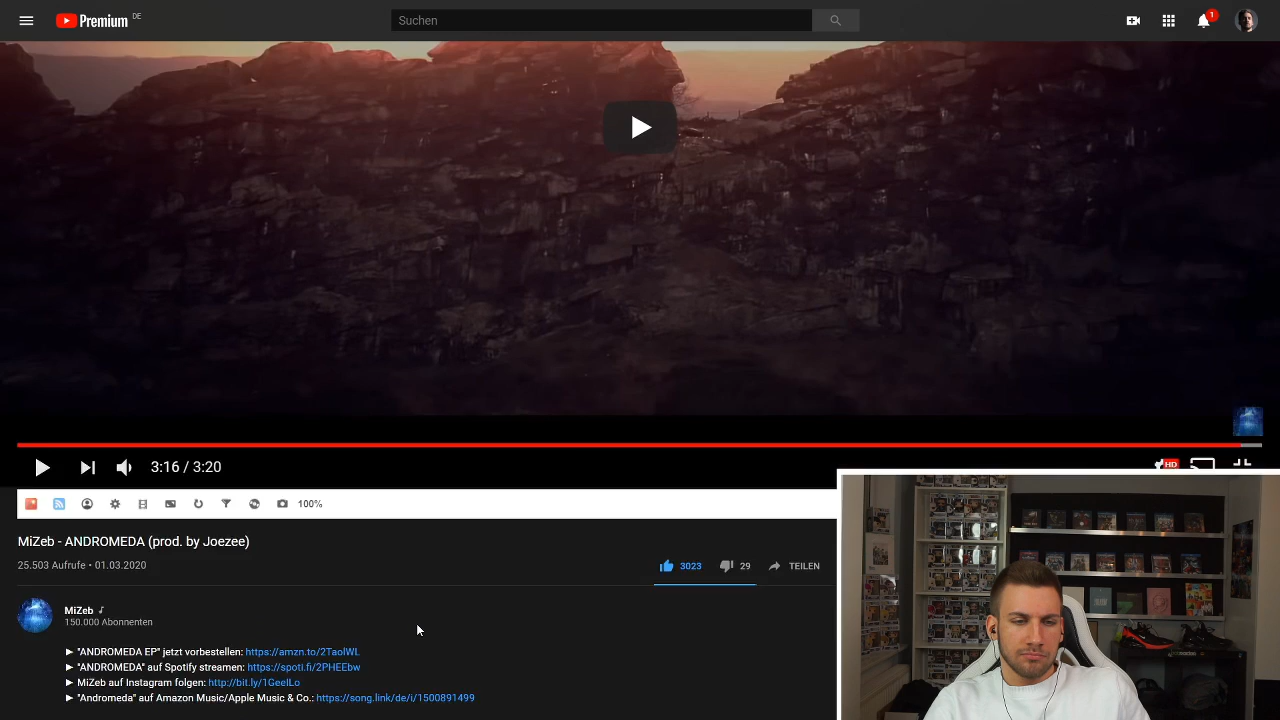 Premium DE
Suchen
1
3:16 / 3:20
HD
100%
MiZeb - ANDROMEDA (prod. by Joezee)
25.503 Aufrufe • 01.03.2020
3023
29
TEILEN
MiZeb
150.000 Abonnenten
► "ANDROMEDA EP" jetzt vorbestellen: https://amzn.to/2TaolWL
► "ANDROMEDA" auf Spotify streamen: https://spoti.fi/2PHEEbw
► MiZeb auf Instagram folgen: http://bit.ly/1GeelLo
► "Andromeda" auf Amazon Music/Apple Music & Co.: https://song.link/de/i/1500891499